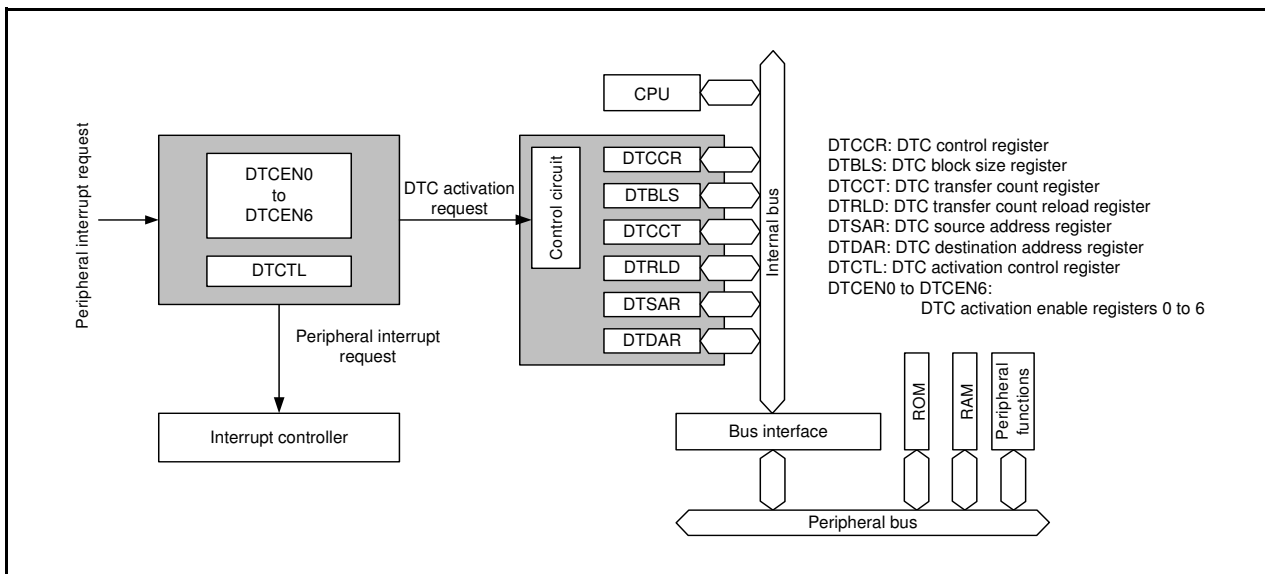 Peripheral interrupt request
DTCEN0
to
DTCEN6
DTCTL
DTC activation
request
Peripheral interrupt
request
Interrupt controller
CPU
Control circuit
DTCCR
DTBLS
DTCCT
DTRLD
DTSAR
DTDAR
Internal bus
DTCCR: DTC control register
DTBLS: DTC block size register
DTCCT: DTC transfer count register
DTRLD: DTC transfer count reload register
DTSAR: DTC source address register
DTDAR: DTC destination address register
DTCTL: DTC activation control register
DTCEN0 to DTCEN6:
DTC activation enable registers 0 to 6
Bus interface
ROM
RAM
Peripheral
functions
Peripheral bus